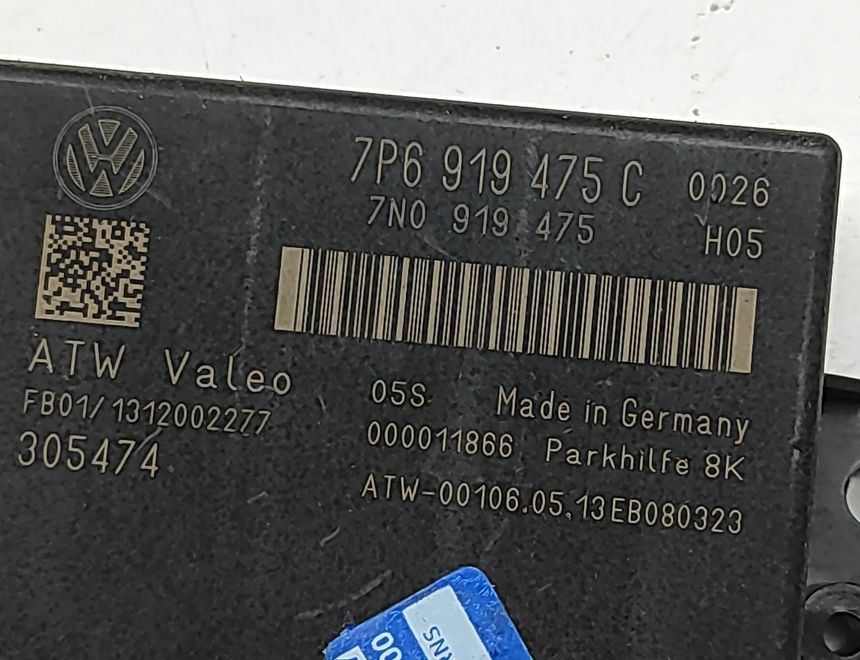 7P6 919 475 C 0026
7N0 919 475 H05
ATW Valeo
FB01/1312002277
305474
05S Made in Germany
000011866 Parkhilfe 8K
ATW-00106.05.13EB080323
00